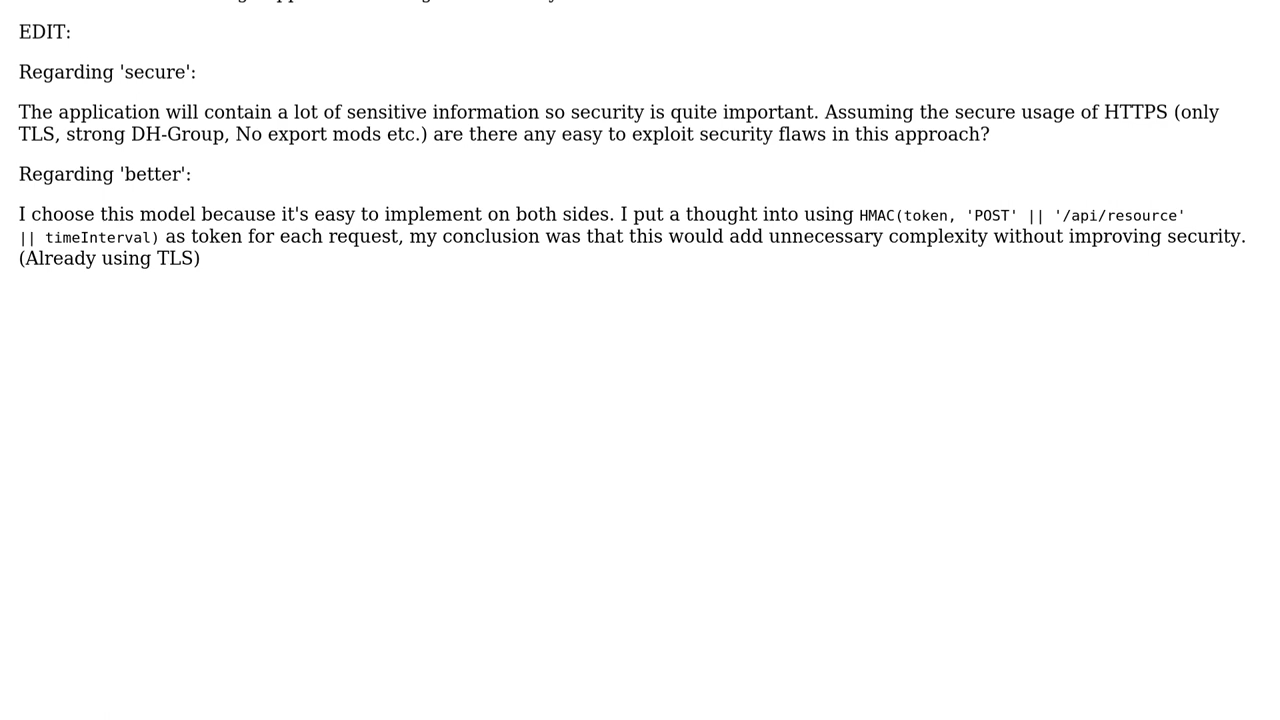 EDIT:
Regarding 'secure':
The application will contain a lot of sensitive information so security is quite important. Assuming the secure usage of HTTPS (only
TLS, strong DH-Group, No export mods etc.) are there any easy to exploit security flaws in this approach?
Regarding 'better':
I choose this model because it's easy to implement on both sides. I put a thought into using HMAC(token, 'POST' || '/api/resource'
|| timeInterval) as token for each request, my conclusion was that this would add unnecessary complexity without improving security.
(Already using TLS)